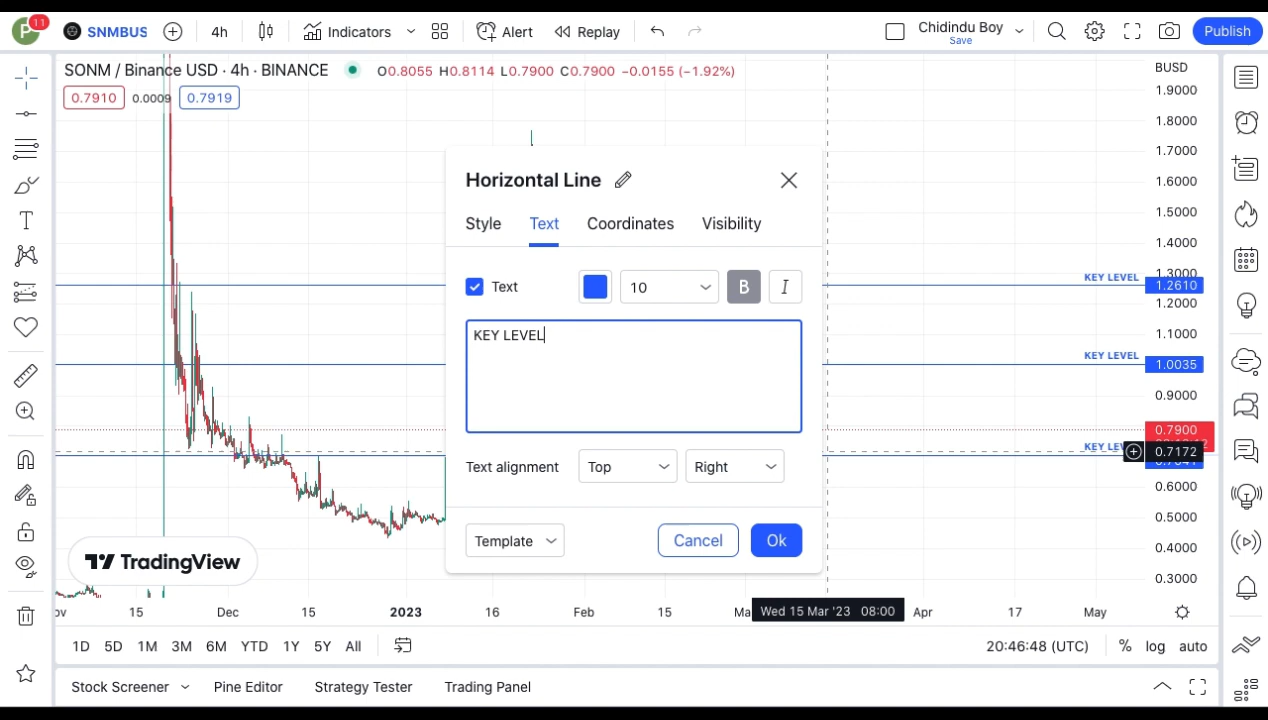 P 11 SNMBUS 4h Indicators Alert Replay Chidindu Boy Publish
Save
SONM / Binance USD · 4h · BINANCE O0.8055 H0.8114 L0.7900 C0.7900 −0.0155 (−1.92%)
BUSD
0.7910 0.0009 0.7919
1.9000
1.8000
1.7000
1.6000
1.5000
1.4000
1.3000
KEY LEVEL
1.2610
1.2000
1.1000
KEY LEVEL
1.0035
0.9000
0.7900
KEY
0.7172
0.6000
0.5000
0.4000
0.3000
Horizontal Line
Style Text Coordinates Visibility
Text 10 B I
KEY LEVEL
Text alignment Top Right
Template Cancel Ok
TradingView
15 Dec 15 2023 16 Feb 15 Wed 15 Mar '23 08:00 Apr 17 May
1D 5D 1M 3M 6M YTD 1Y 5Y All 20:46:48 (UTC) % log auto
Stock Screener Pine Editor Strategy Tester Trading Panel